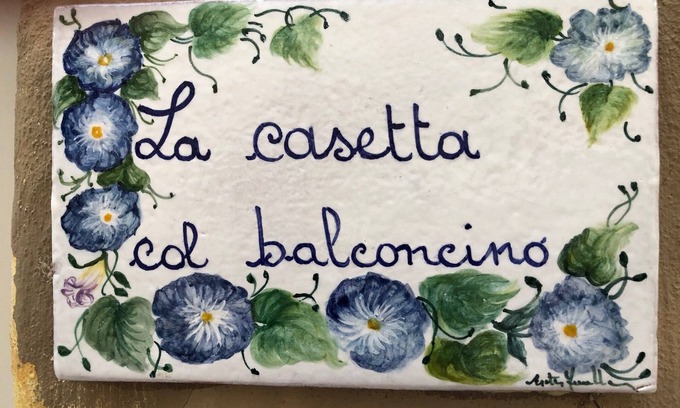 La casetta
col balconcino